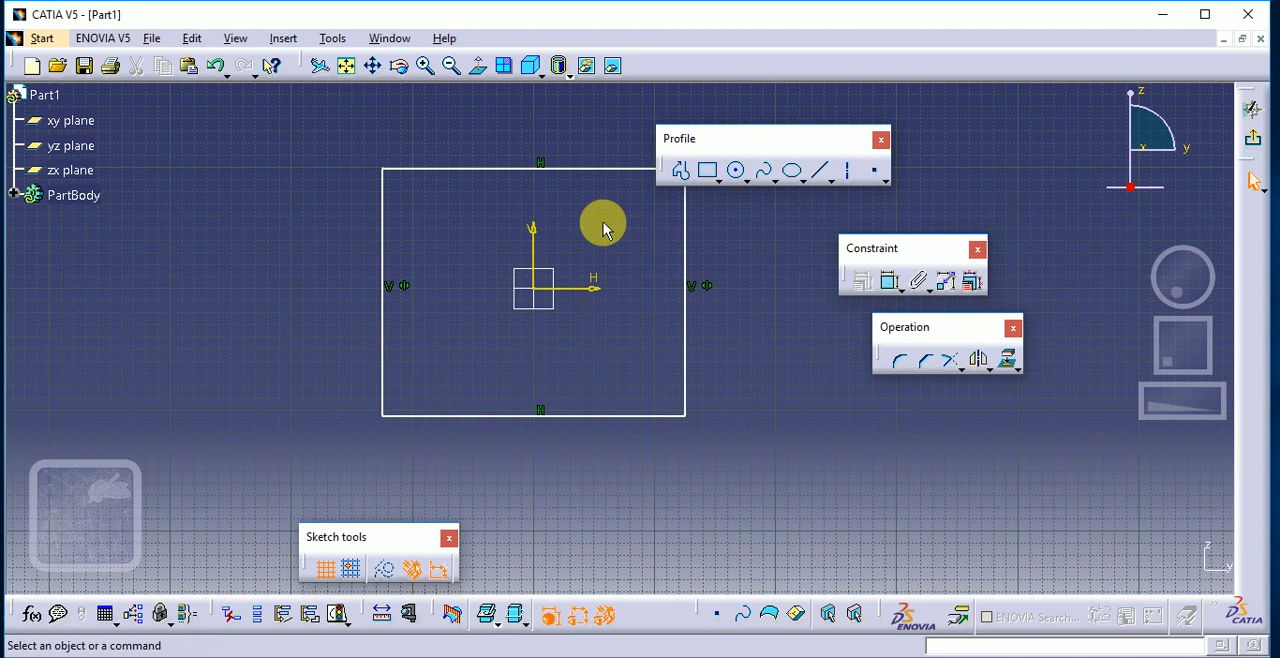 CATIA V5 - [Part1]
Start ENOVIA V5 File Edit View Insert Tools Window Help
Part1
xy plane
yz plane
zx plane
PartBody
z
x
y
Profile
H
V
H
V
V
H
Constraint
Operation
Sketch tools
z
y
f(x)
ENOVIA
ENOVIA Search...
CATIA
Select an object or a command